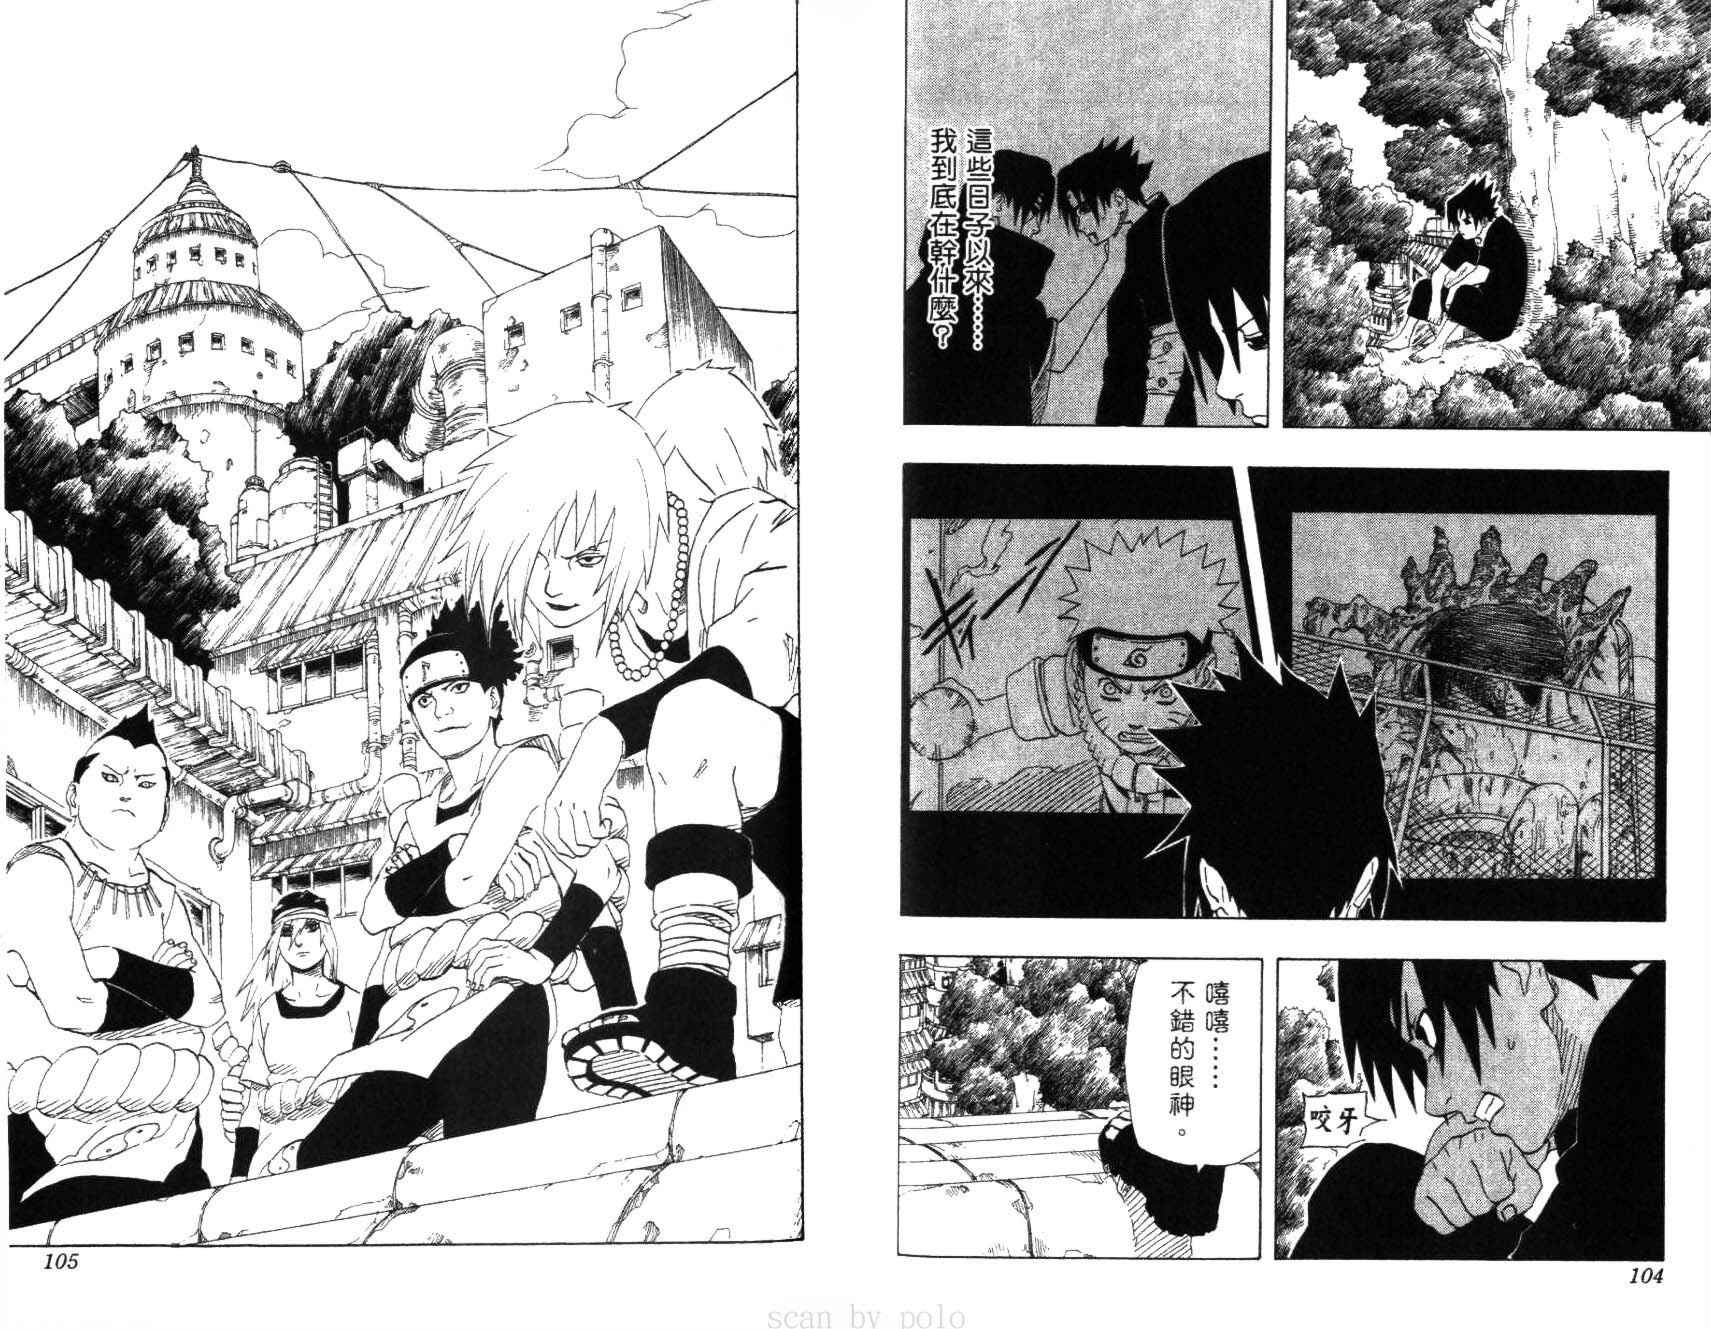 這些日子以來……
我到底在幹什麼？
咬牙
嘻嘻……
不錯的眼神。
104
105
scan by polo